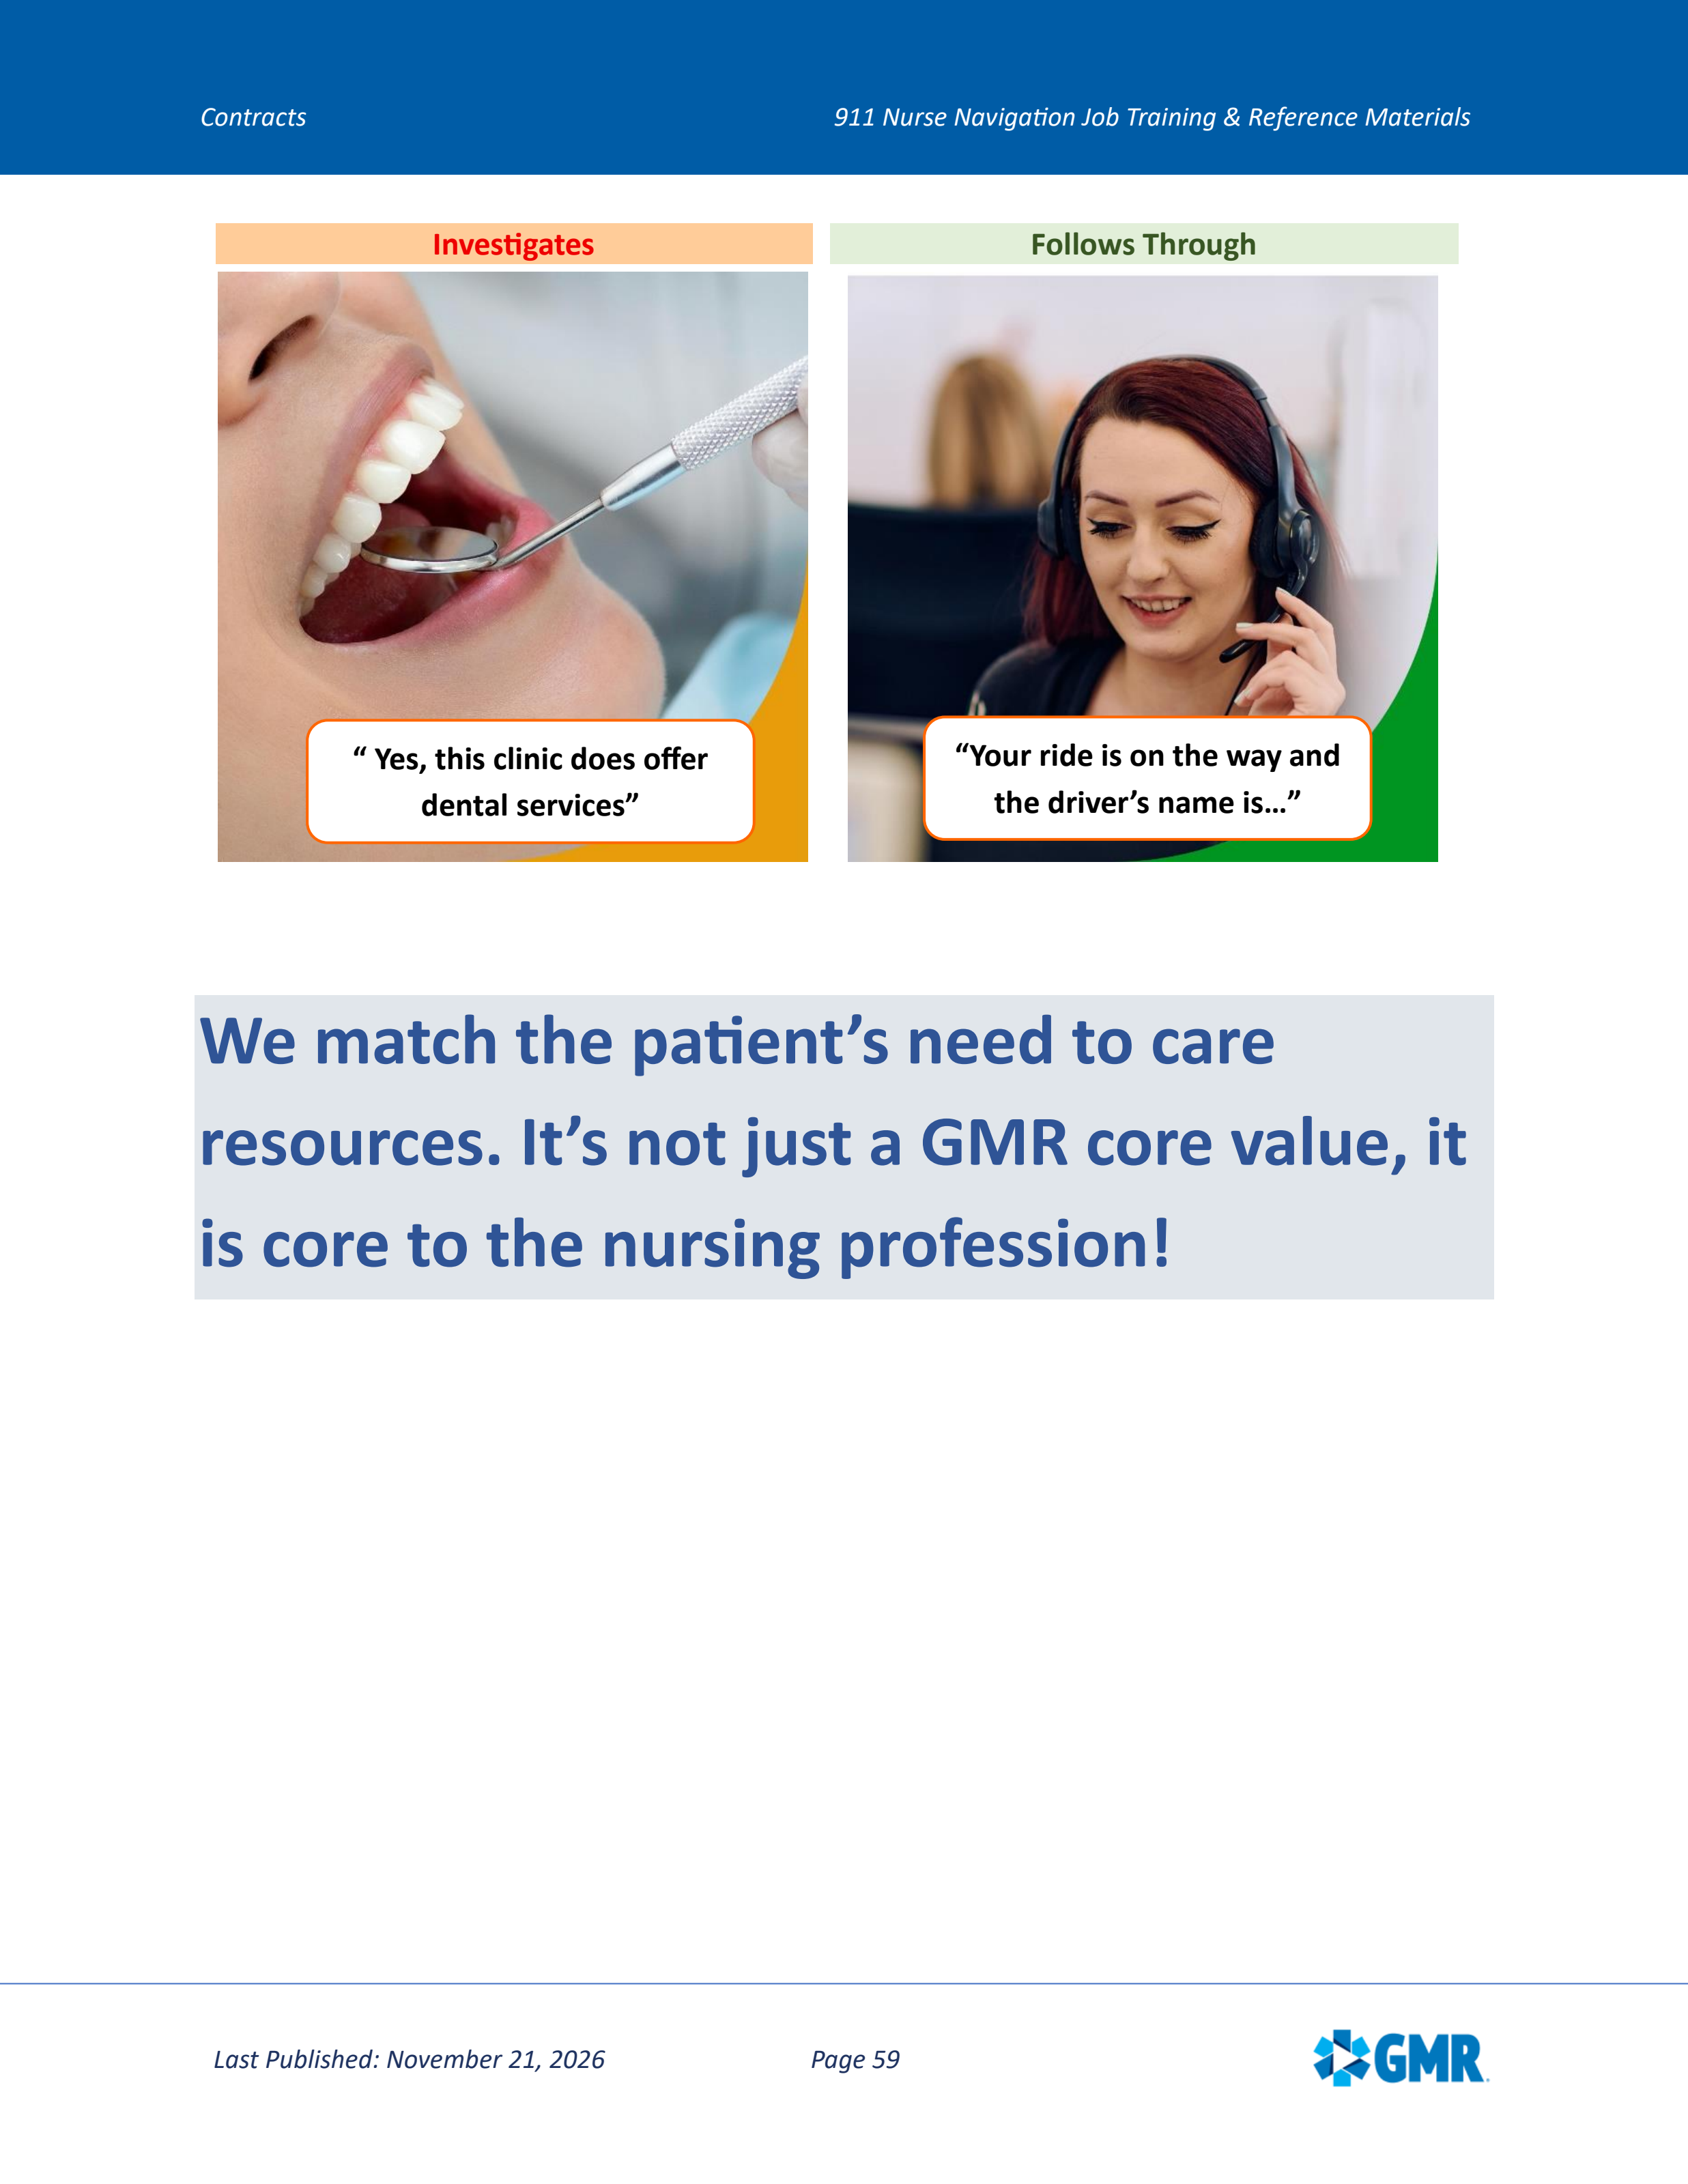 Contracts
911 Nurse Navigation Job Training & Reference Materials
Investigates
Follows Through
“ Yes, this clinic does offer
dental services”
“Your ride is on the way and
the driver’s name is…”
We match the patient’s need to care
resources. It’s not just a GMR core value, it
is core to the nursing profession!
Last Published: November 21, 2026
Page 59
GMR